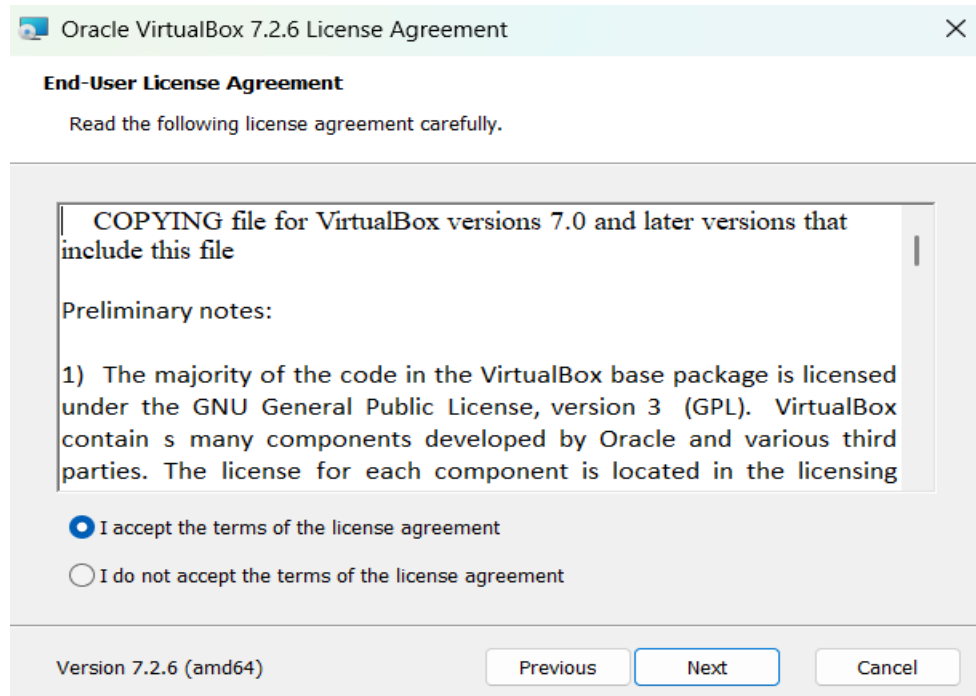 Oracle VirtualBox 7.2.6 License Agreement
End-User License Agreement
Read the following license agreement carefully.
COPYING file for VirtualBox versions 7.0 and later versions that
include this file
Preliminary notes:
1) The majority of the code in the VirtualBox base package is licensed
under the GNU General Public License, version 3 (GPL). VirtualBox
contain s many components developed by Oracle and various third
parties. The license for each component is located in the licensing
I accept the terms of the license agreement
I do not accept the terms of the license agreement
Version 7.2.6 (amd64) Previous Next Cancel